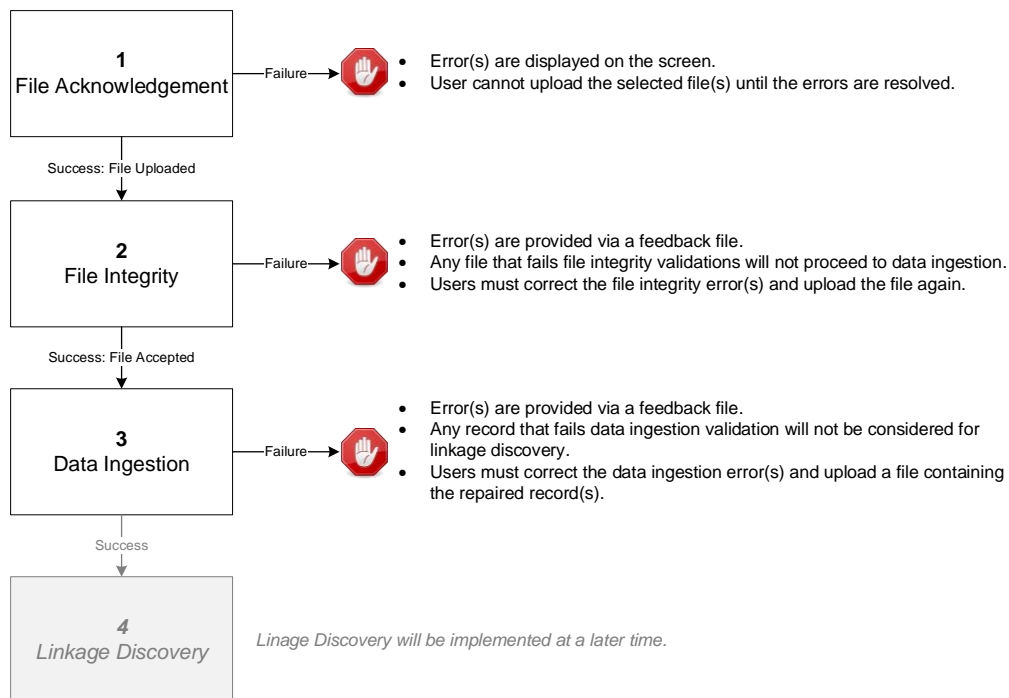 1
File Acknowledgement
Failure
• Error(s) are displayed on the screen.
• User cannot upload the selected file(s) until the errors are resolved.
Success: File Uploaded
2
File Integrity
Failure
• Error(s) are provided via a feedback file.
• Any file that fails file integrity validations will not proceed to data ingestion.
• Users must correct the file integrity error(s) and upload the file again.
Success: File Accepted
3
Data Ingestion
Failure
• Error(s) are provided via a feedback file.
• Any record that fails data ingestion validation will not be considered for
linkage discovery.
• Users must correct the data ingestion error(s) and upload a file containing
the repaired record(s).
Success
4
Linkage Discovery
Linage Discovery will be implemented at a later time.